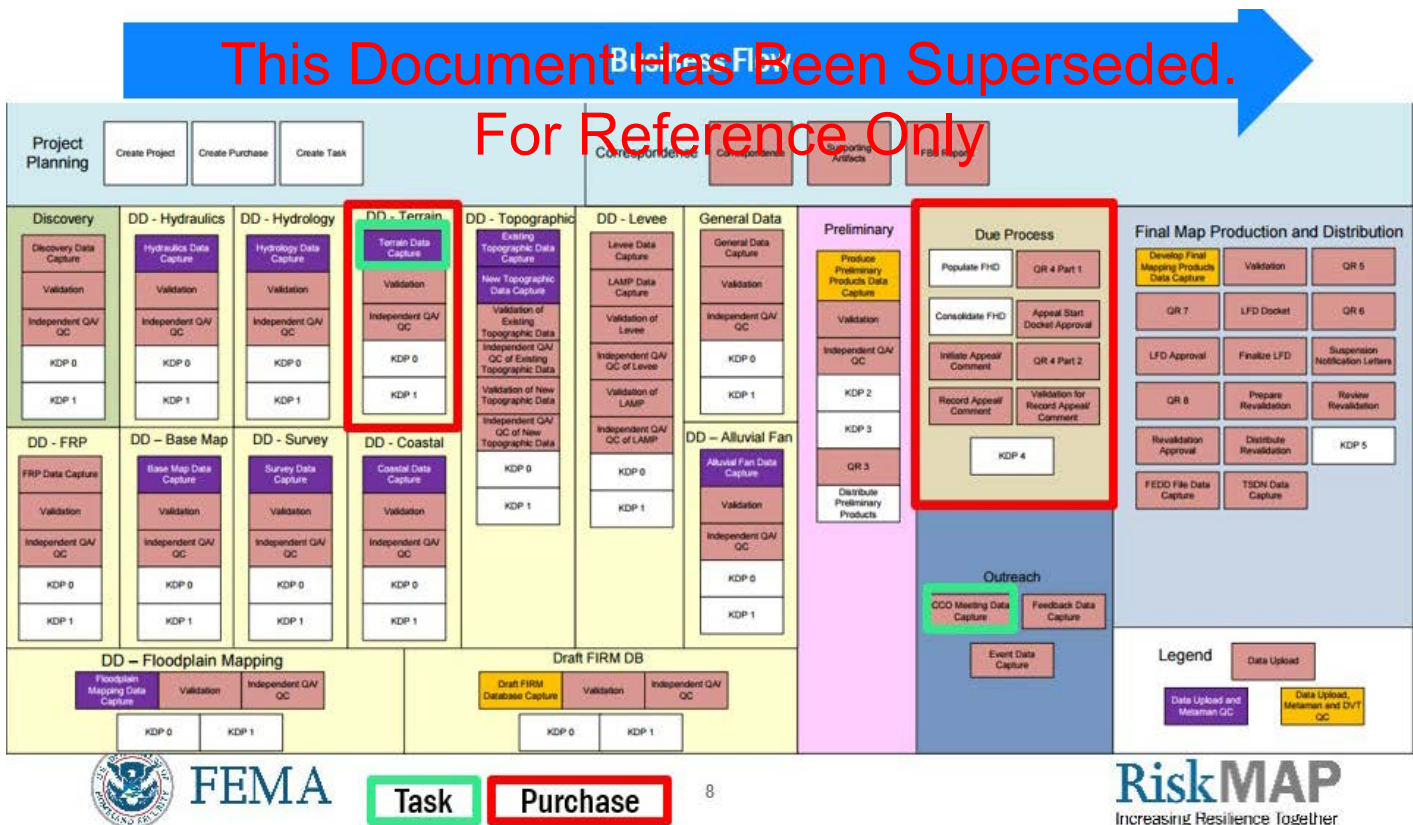 This Document Has Been Superseded.
Business Flow
For Reference Only
Project
Planning
Create Project
Create Purchase
Create Task
Correspondence
Correspondence
Supporting
Artifacts
FBS Reports
Discovery
Discovery Data
Capture
Validation
Independent QA/
QC
KDP 0
KDP 1
DD - Hydraulics
Hydraulics Data
Capture
Validation
Independent QA/
QC
KDP 0
KDP 1
DD - Hydrology
Hydrology Data
Capture
Validation
Independent QA/
QC
KDP 0
KDP 1
DD - Terrain
Terrain Data
Capture
Validation
Independent QA/
QC
KDP 0
KDP 1
DD - Topographic
Existing
Topographic Data
Capture
New Topographic
Data Capture
Validation of
Existing
Topographic Data
Independent QA/
QC of Existing
Topographic Data
Validation of New
Topographic Data
Independent QA/
QC of New
Topographic Data
KDP 0
KDP 1
DD - Levee
Levee Data
Capture
LAMP Data
Capture
Validation of
Levee
Independent QA/
QC of Levee
Validation of
LAMP
Independent QA/
QC of LAMP
KDP 0
KDP 1
General Data
General Data
Capture
Validation
Independent QA/
QC
KDP 0
KDP 1
DD - FRP
FRP Data Capture
Validation
Independent QA/
QC
KDP 0
KDP 1
DD – Base Map
Base Map Data
Capture
Validation
Independent QA/
QC
KDP 0
KDP 1
DD - Survey
Survey Data
Capture
Validation
Independent QA/
QC
KDP 0
KDP 1
DD - Coastal
Coastal Data
Capture
Validation
Independent QA/
QC
KDP 0
KDP 1
DD – Alluvial Fan
Alluvial Fan Data
Capture
Validation
Independent QA/
QC
KDP 0
KDP 1
DD – Floodplain Mapping
Floodplain
Mapping Data
Capture
Validation
Independent QA/
QC
KDP 0
KDP 1
Draft FIRM DB
Draft FIRM
Database Capture
Validation
Independent QA/
QC
KDP 0
KDP 1
Preliminary
Produce
Preliminary
Products Data
Capture
Validation
Independent QA/
QC
KDP 2
KDP 3
QR 3
Distribute
Preliminary
Products
Due Process
Populate FHD
QR 4 Part 1
Consolidate FHD
Appeal Start
Docket Approval
Initiate Appeal/
Comment
QR 4 Part 2
Record Appeal/
Comment
Validation for
Record Appeal/
Comment
KDP 4
Outreach
CCO Meeting Data
Capture
Feedback Data
Capture
Event Data
Capture
Final Map Production and Distribution
Develop Final
Mapping Products
Data Capture
Validation
QR 5
QR 7
LFD Docket
QR 6
LFD Approval
Finalize LFD
Suspension
Notification Letters
QR 8
Prepare
Revalidation
Review
Revalidation
Revalidation
Approval
Distribute
Revalidation
KDP 5
FEDD File Data
Capture
TSDN Data
Capture
Legend
Data Upload
Data Upload and
Metaman QC
Data Upload,
Metaman and DVT
QC
FEMA
Task
Purchase
8
RiskMAP
Increasing Resilience Together